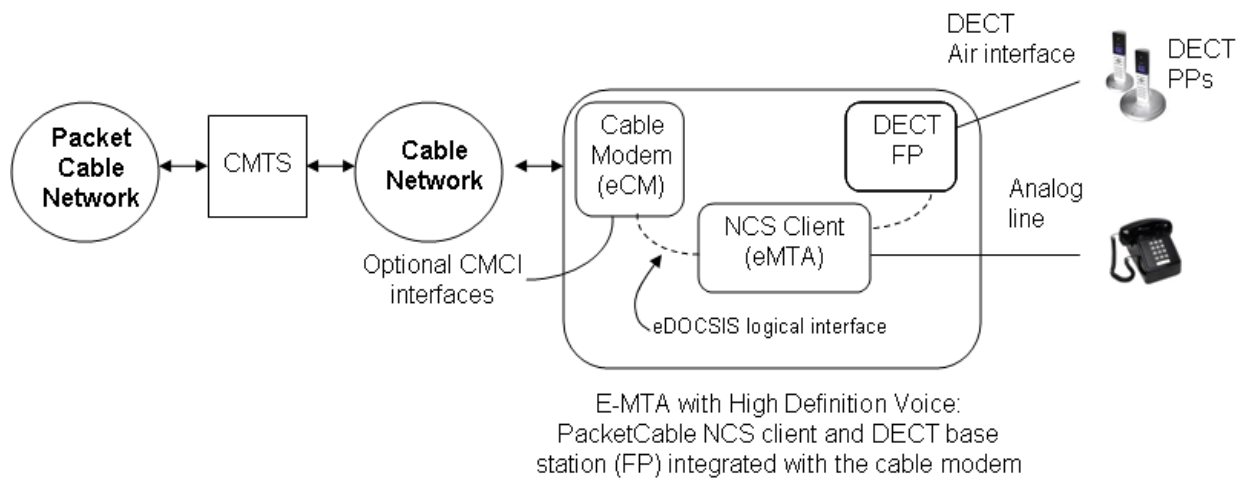 Packet
Cable
Network
CMTS
Cable
Network
Cable
Modem
(eCM)
DECT
FP
NCS Client
(eMTA)
Optional CMCI
interfaces
eDOCSIS logical interface
DECT
Air interface
DECT
PPs
Analog
line
E-MTA with High Definition Voice:
PacketCable NCS client and DECT base
station (FP) integrated with the cable modem